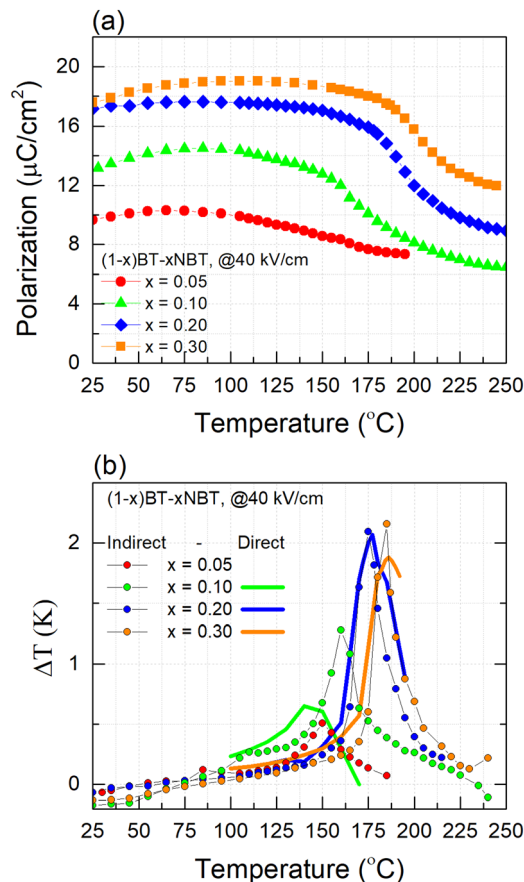 (a)
Polarization (μC/cm²)
20
16
12
8
4
0
(1-x)BT-xNBT, @40 kV/cm
x = 0.05
x = 0.10
x = 0.20
x = 0.30
25 50 75 100 125 150 175 200 225 250
Temperature (°C)
(b)
ΔT (K)
2
1
0
(1-x)BT-xNBT, @40 kV/cm
Indirect - Direct
x = 0.05
x = 0.10
x = 0.20
x = 0.30
25 50 75 100 125 150 175 200 225 250
Temperature (°C)